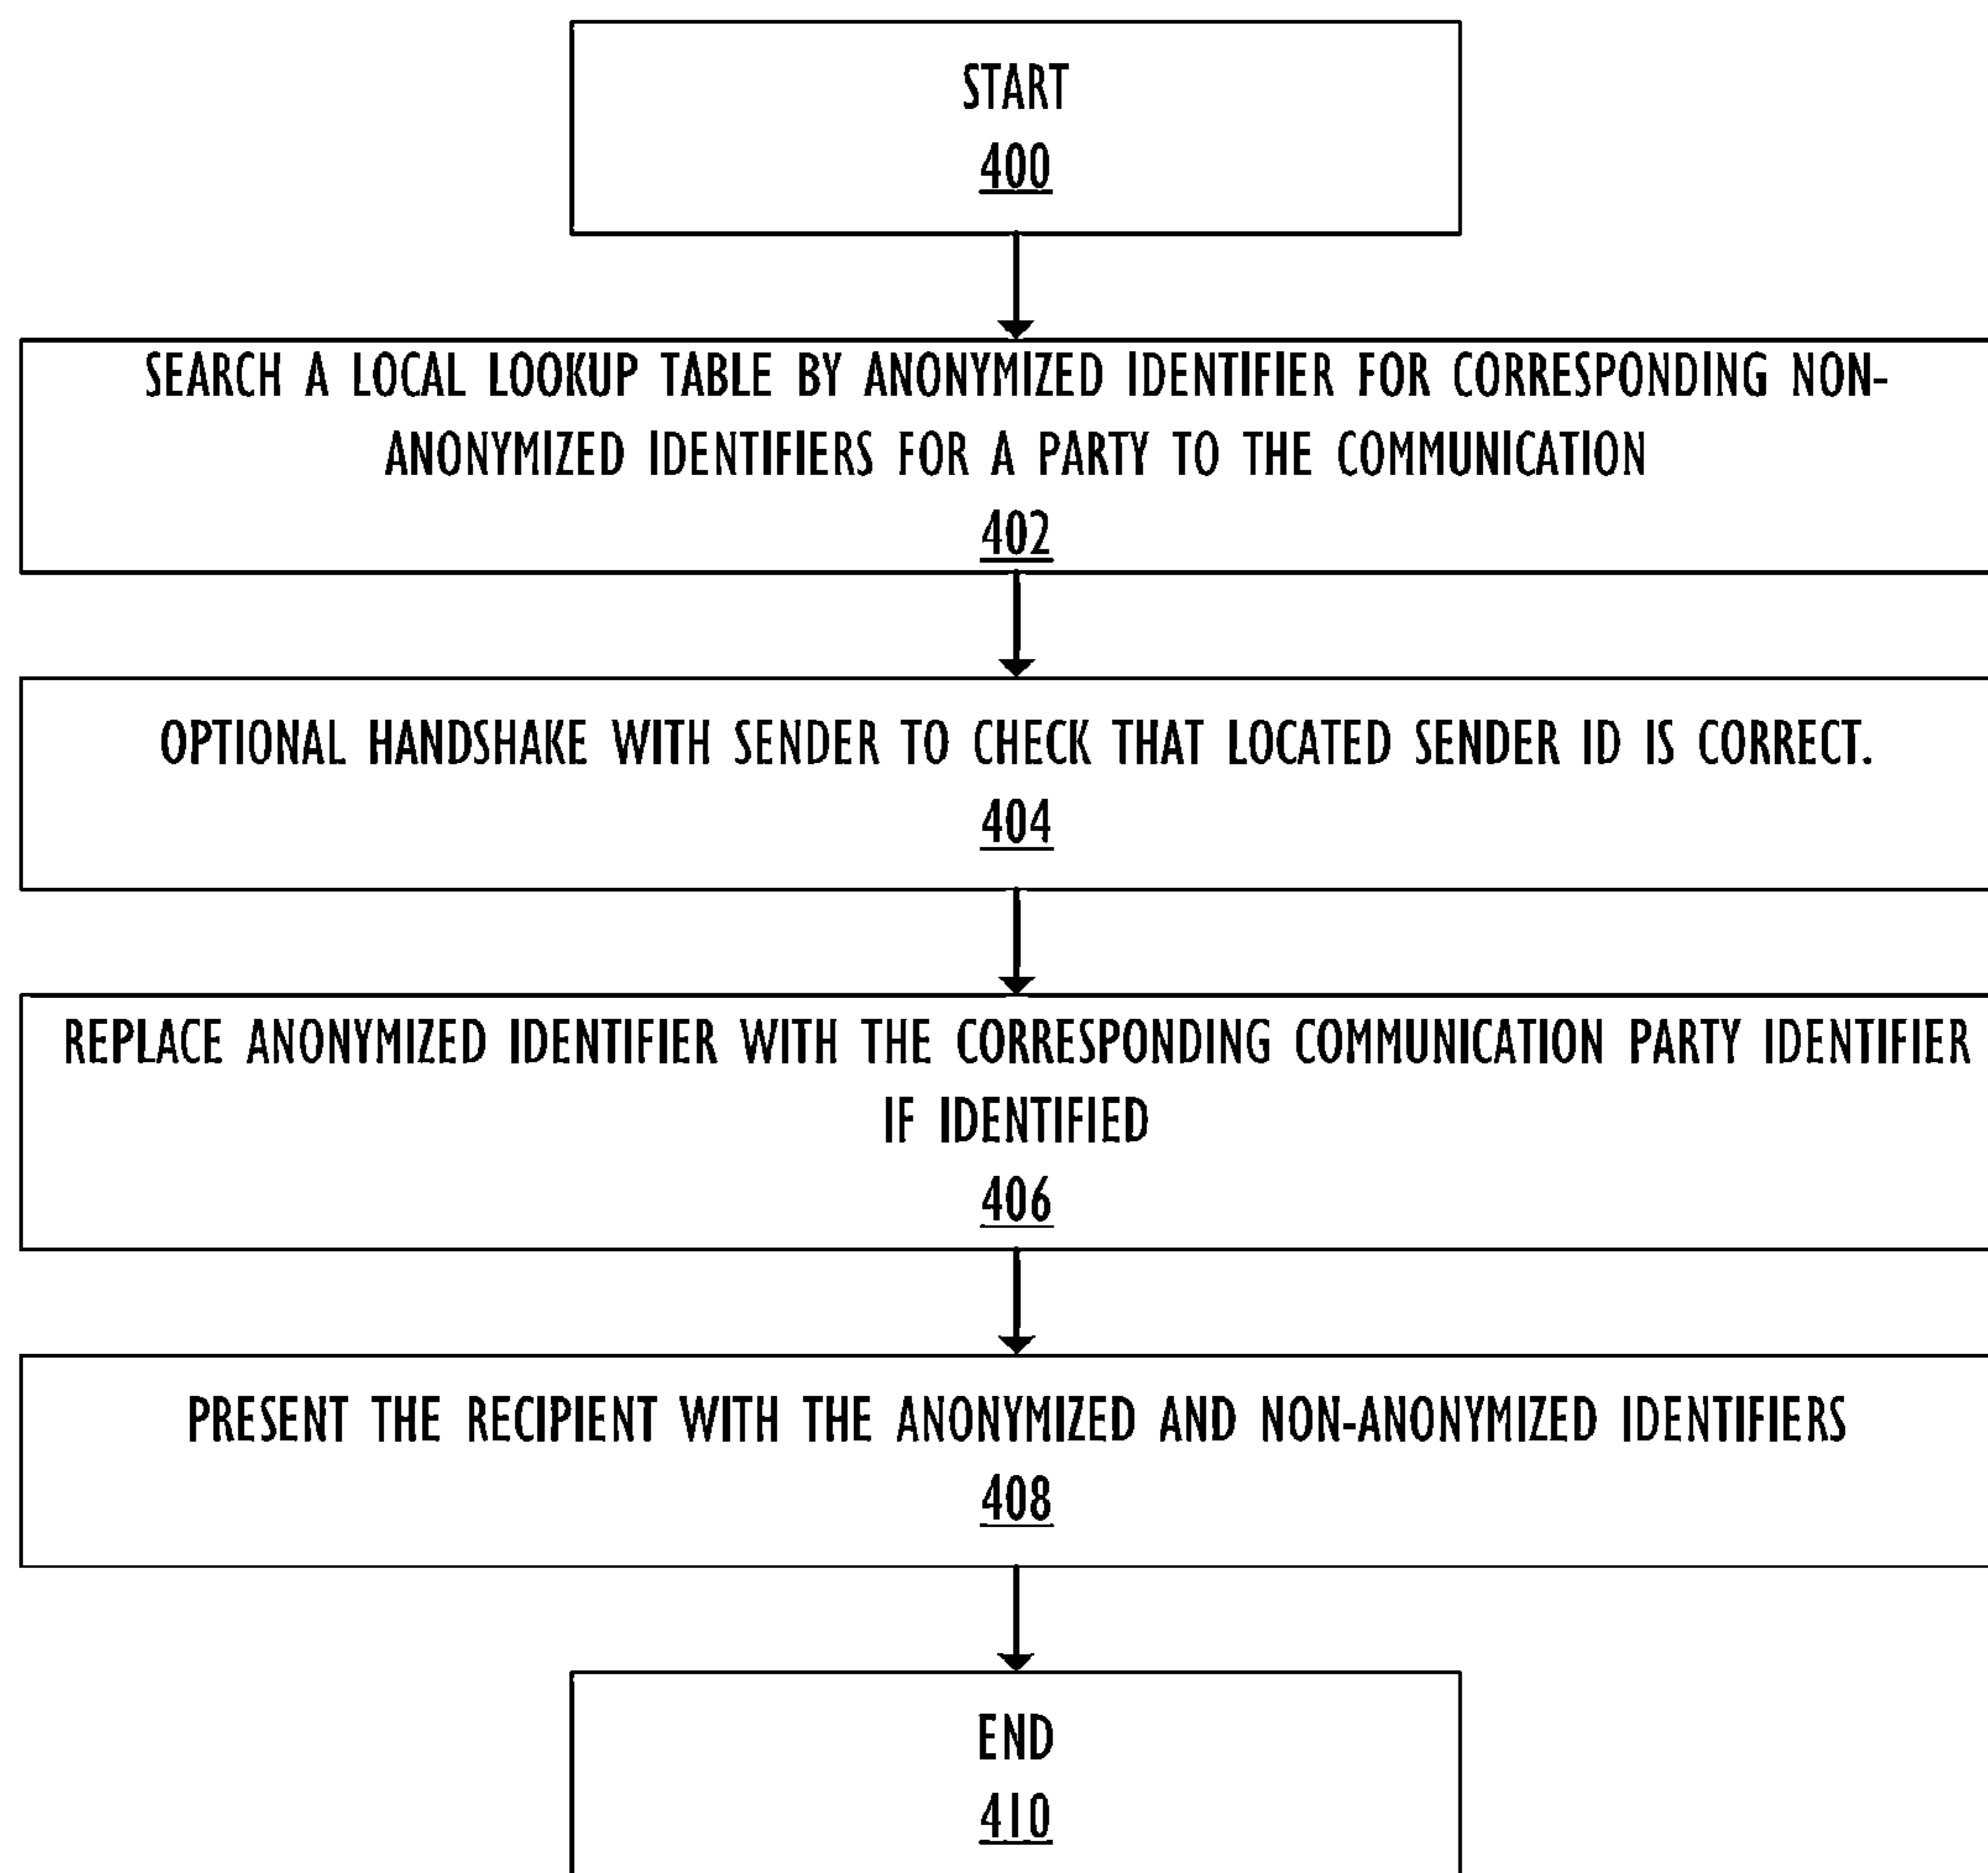 START
400
SEARCH A LOCAL LOOKUP TABLE BY ANONYMIZED IDENTIFIER FOR CORRESPONDING NON-
ANONYMIZED IDENTIFIERS FOR A PARTY TO THE COMMUNICATION
402
OPTIONAL HANDSHAKE WITH SENDER TO CHECK THAT LOCATED SENDER ID IS CORRECT.
404
REPLACE ANONYMIZED IDENTIFIER WITH THE CORRESPONDING COMMUNICATION PARTY IDENTIFIER
IF IDENTIFIED
406
PRESENT THE RECIPIENT WITH THE ANONYMIZED AND NON-ANONYMIZED IDENTIFIERS
408
END
410